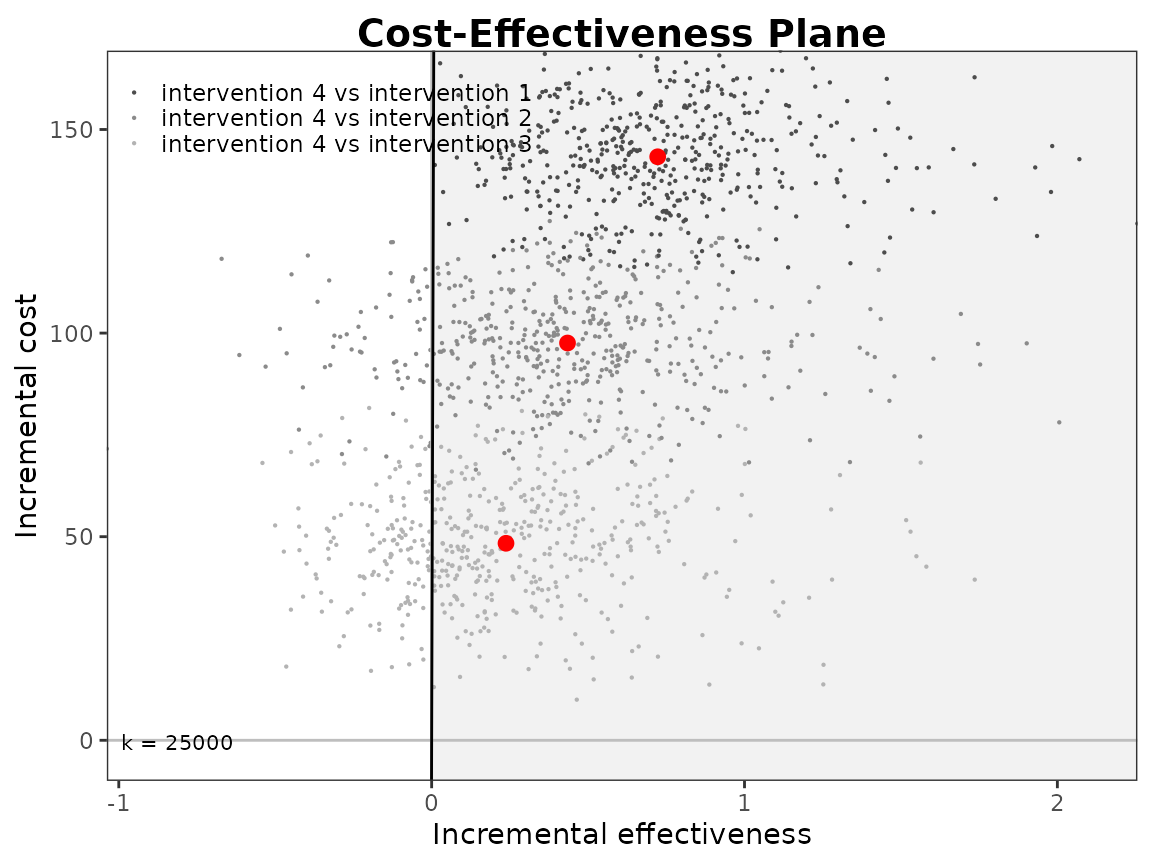 Cost-Effectiveness Plane
intervention 4 vs intervention 1
intervention 4 vs intervention 2
intervention 4 vs intervention 3
150
100
50
0
Incremental cost
k = 25000
-1
0
1
2
Incremental effectiveness